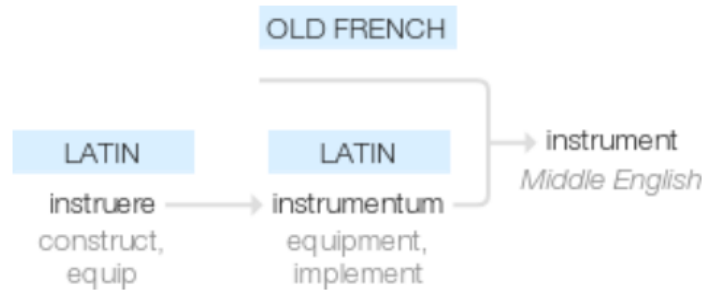 OLD FRENCH
LATIN
instruere
construct,
equip
LATIN
instrumentum
equipment,
implement
instrument
Middle English